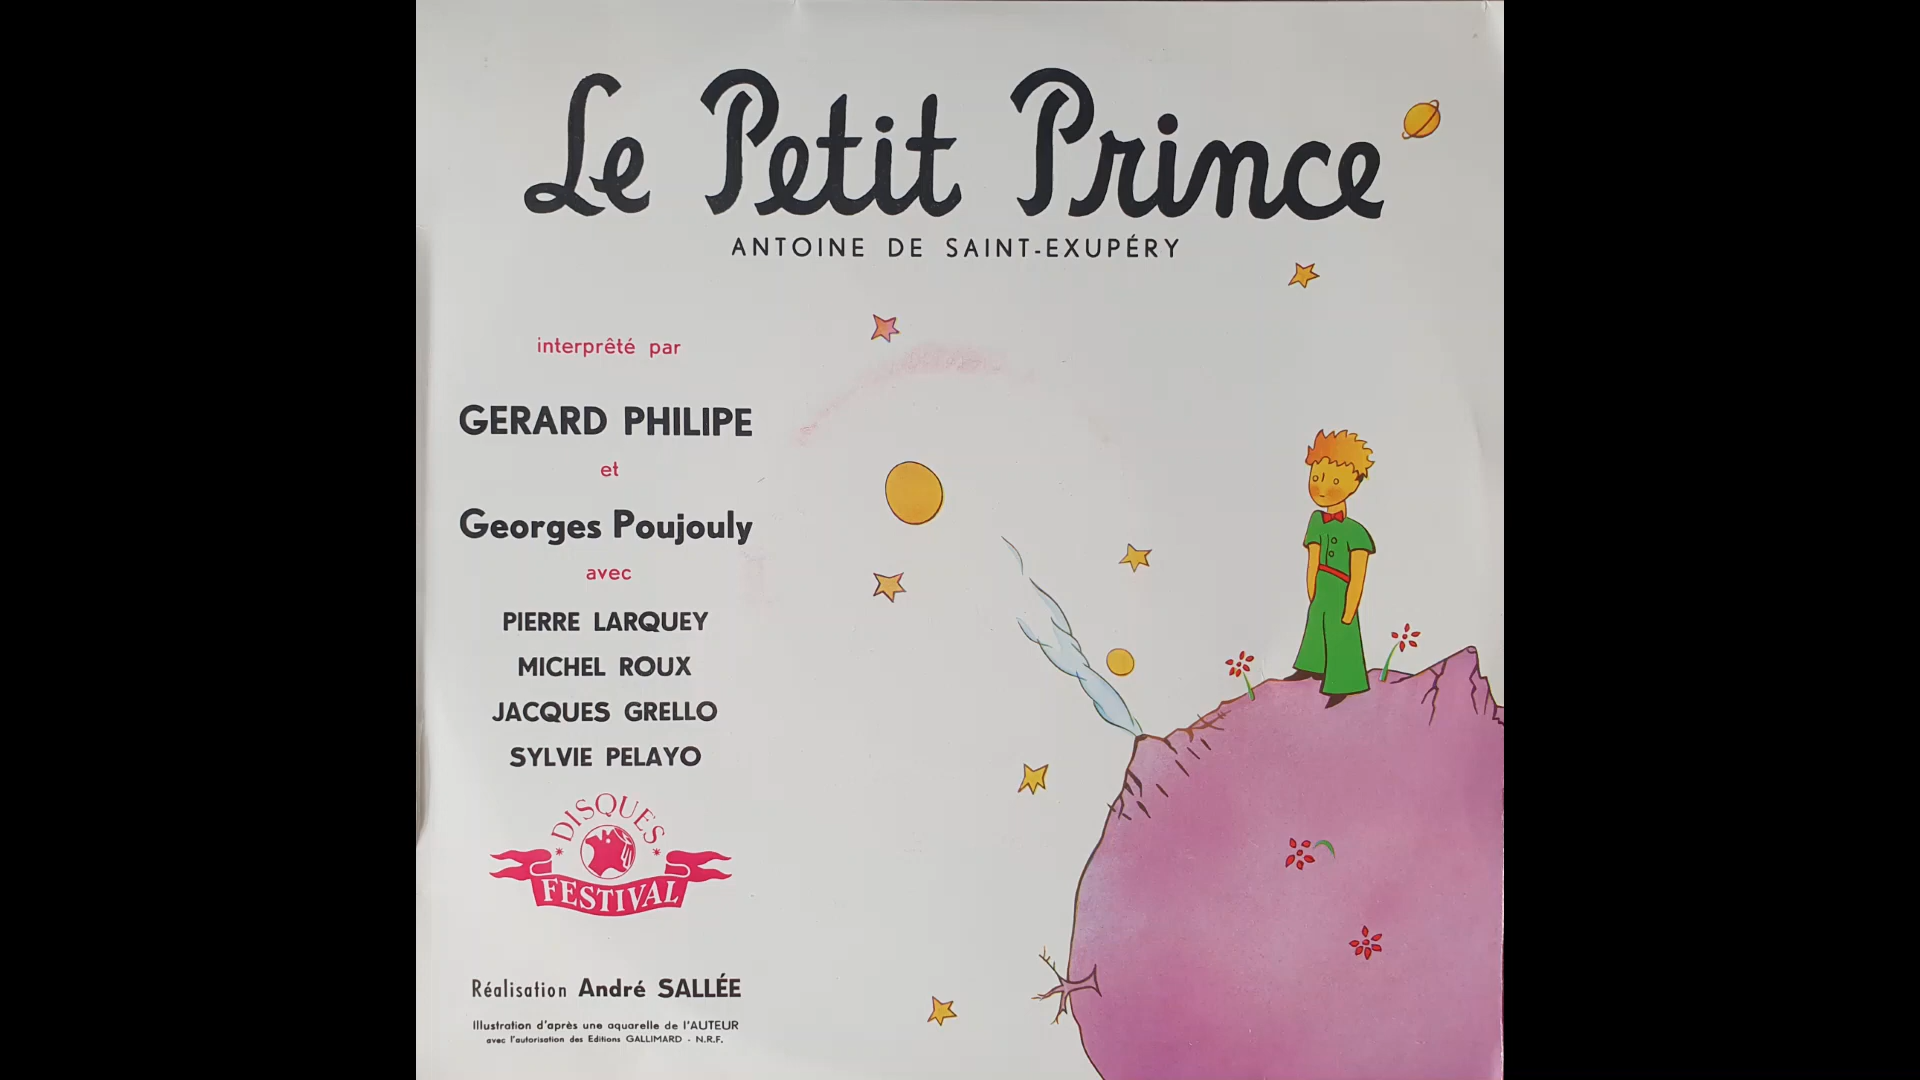 Le Petit Prince
ANTOINE DE SAINT-EXUPÉRY
interprêté par
GERARD PHILIPE
et
Georges Poujouly
avec
PIERRE LARQUEY
MICHEL ROUX
JACQUES GRELLO
SYLVIE PELAYO
DISQUES
FESTIVAL
Réalisation André SALLÉE
Illustration d'après une aquarelle de l'AUTEUR
avec l'autorisation des Editions GALLIMARD - N.R.F.